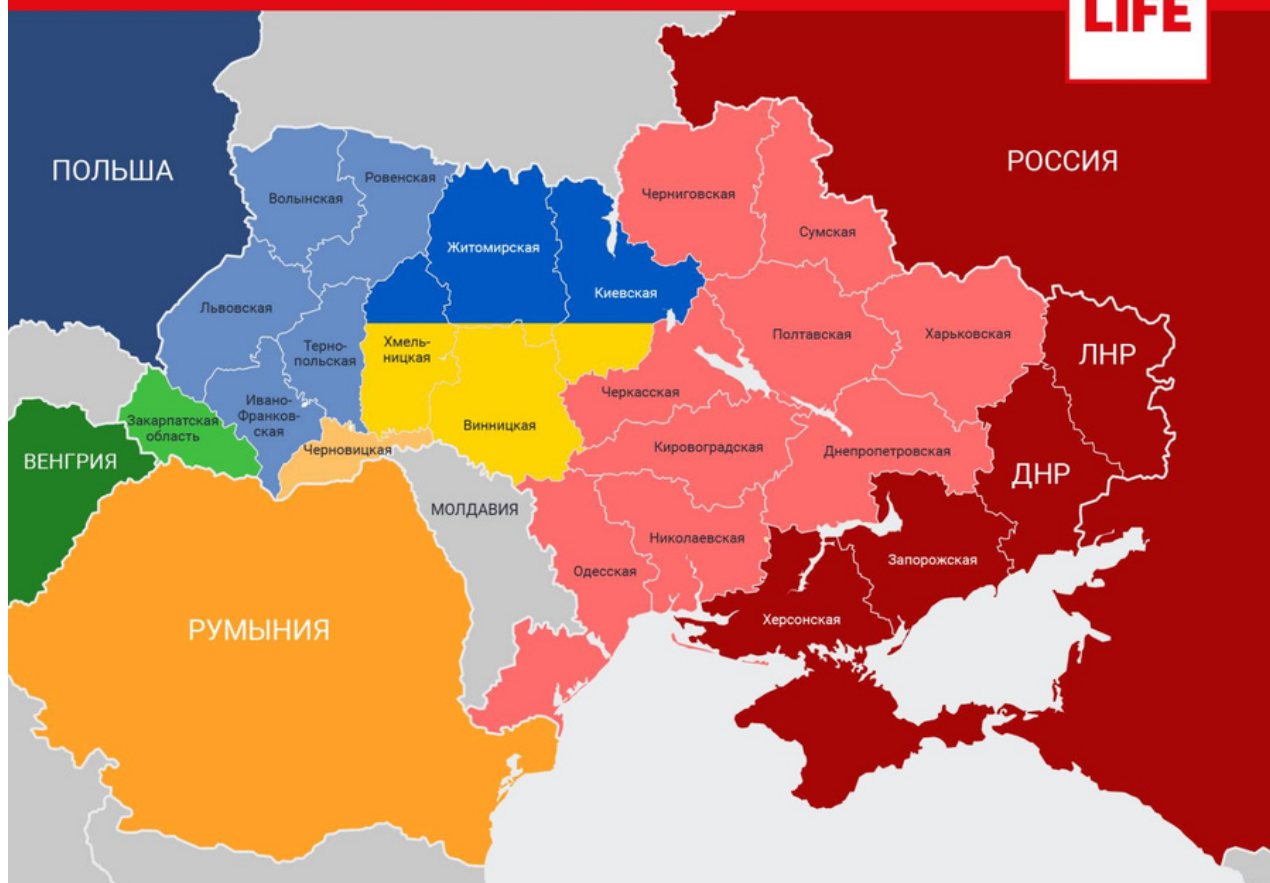 LIFE
ПОЛЬША
РОССИЯ
Волынская
Ровенская
Черниговская
Сумская
Житомирская
Киевская
Львовская
Терно-
польская
Хмель-
ницкая
Полтавская
Харьковская
ЛНР
Черкасская
Ивано-
Франков-
ская
Закарпатская
область
Черновицкая
Винницкая
Кировоградская
Днепропетровская
ДНР
ВЕНГРИЯ
МОЛДАВИЯ
Николаевская
Одесская
Запорожская
Херсонская
РУМЫНИЯ